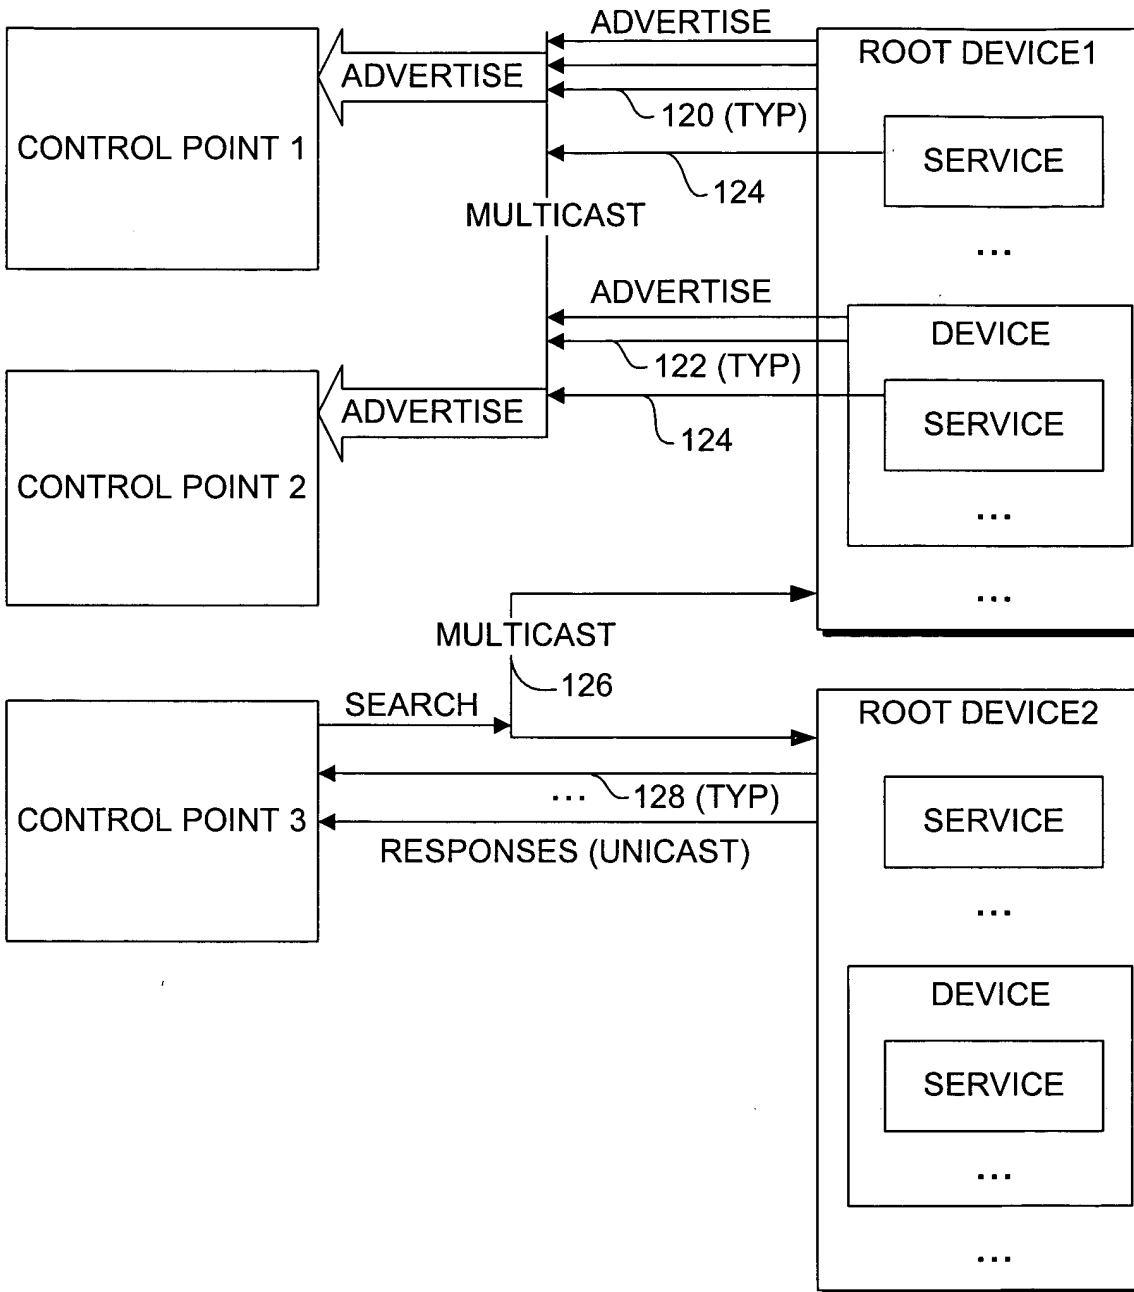 ADVERTISE
ROOT DEVICE1
ADVERTISE
120 (TYP)
CONTROL POINT 1
SERVICE
124
MULTICAST
...
ADVERTISE
DEVICE
122 (TYP)
ADVERTISE
SERVICE
124
CONTROL POINT 2
...
...
MULTICAST
126
SEARCH
ROOT DEVICE2
...
128 (TYP)
CONTROL POINT 3
SERVICE
RESPONSES (UNICAST)
...
DEVICE
SERVICE
...
...